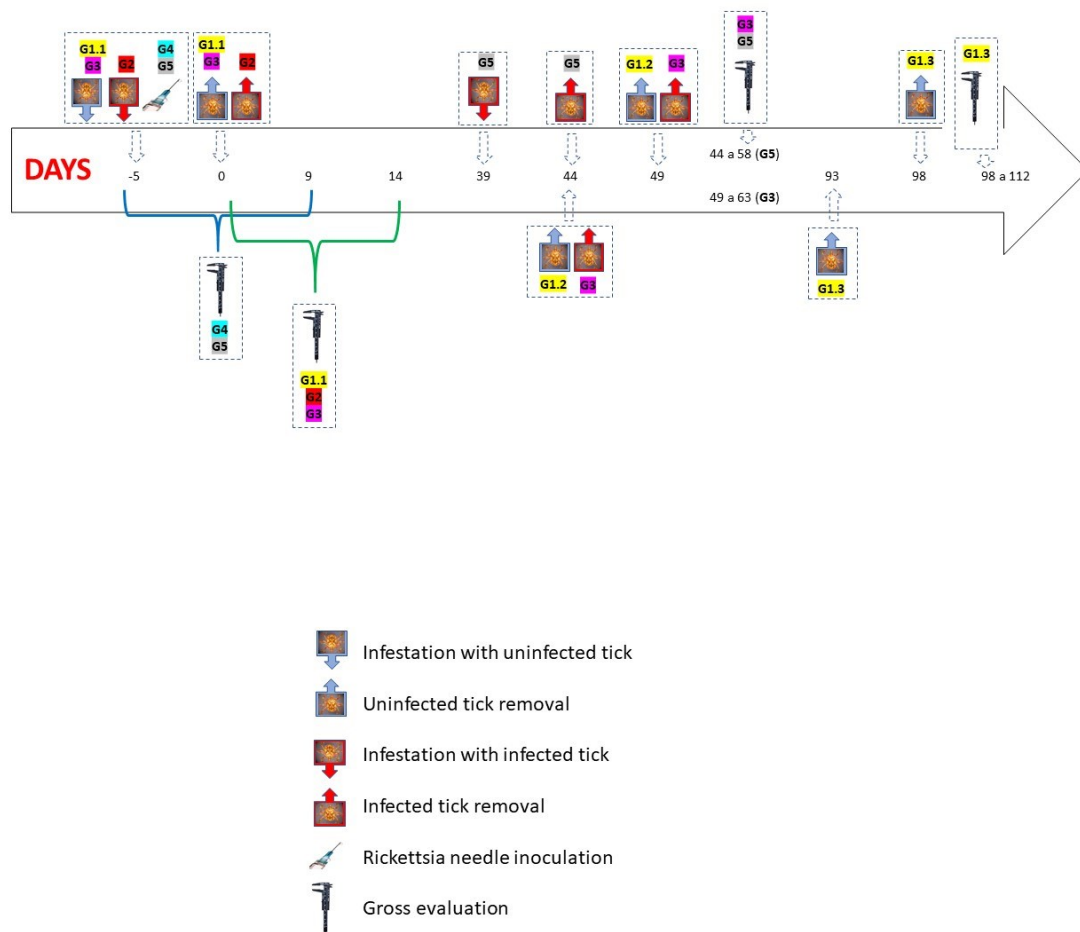 G3
G5
G1.1
G3
G2
G4
G5
G1.1
G3
G2
G5
G5
G1.2
G3
G1.3
G1.3
DAYS
-5
0
9
14
39
44
49
44 a 58 (G5)
49 a 63 (G3)
93
98
98 a 112
G1.2
G3
G1.3
G4
G5
G1.1
G2
G3
Infestation with uninfected tick
Uninfected tick removal
Infestation with infected tick
Infected tick removal
Rickettsia needle inoculation
Gross evaluation